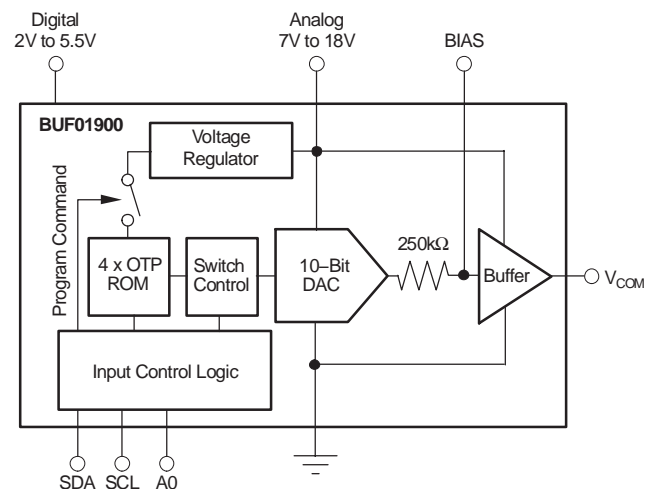 Digital
2V to 5.5V
Analog
7V to 18V
BIAS
BUF01900
Voltage
Regulator
Program Command
4 x OTP
ROM
Switch
Control
10–Bit
DAC
250kΩ
Buffer
VCOM
Input Control Logic
SDA
SCL
A0